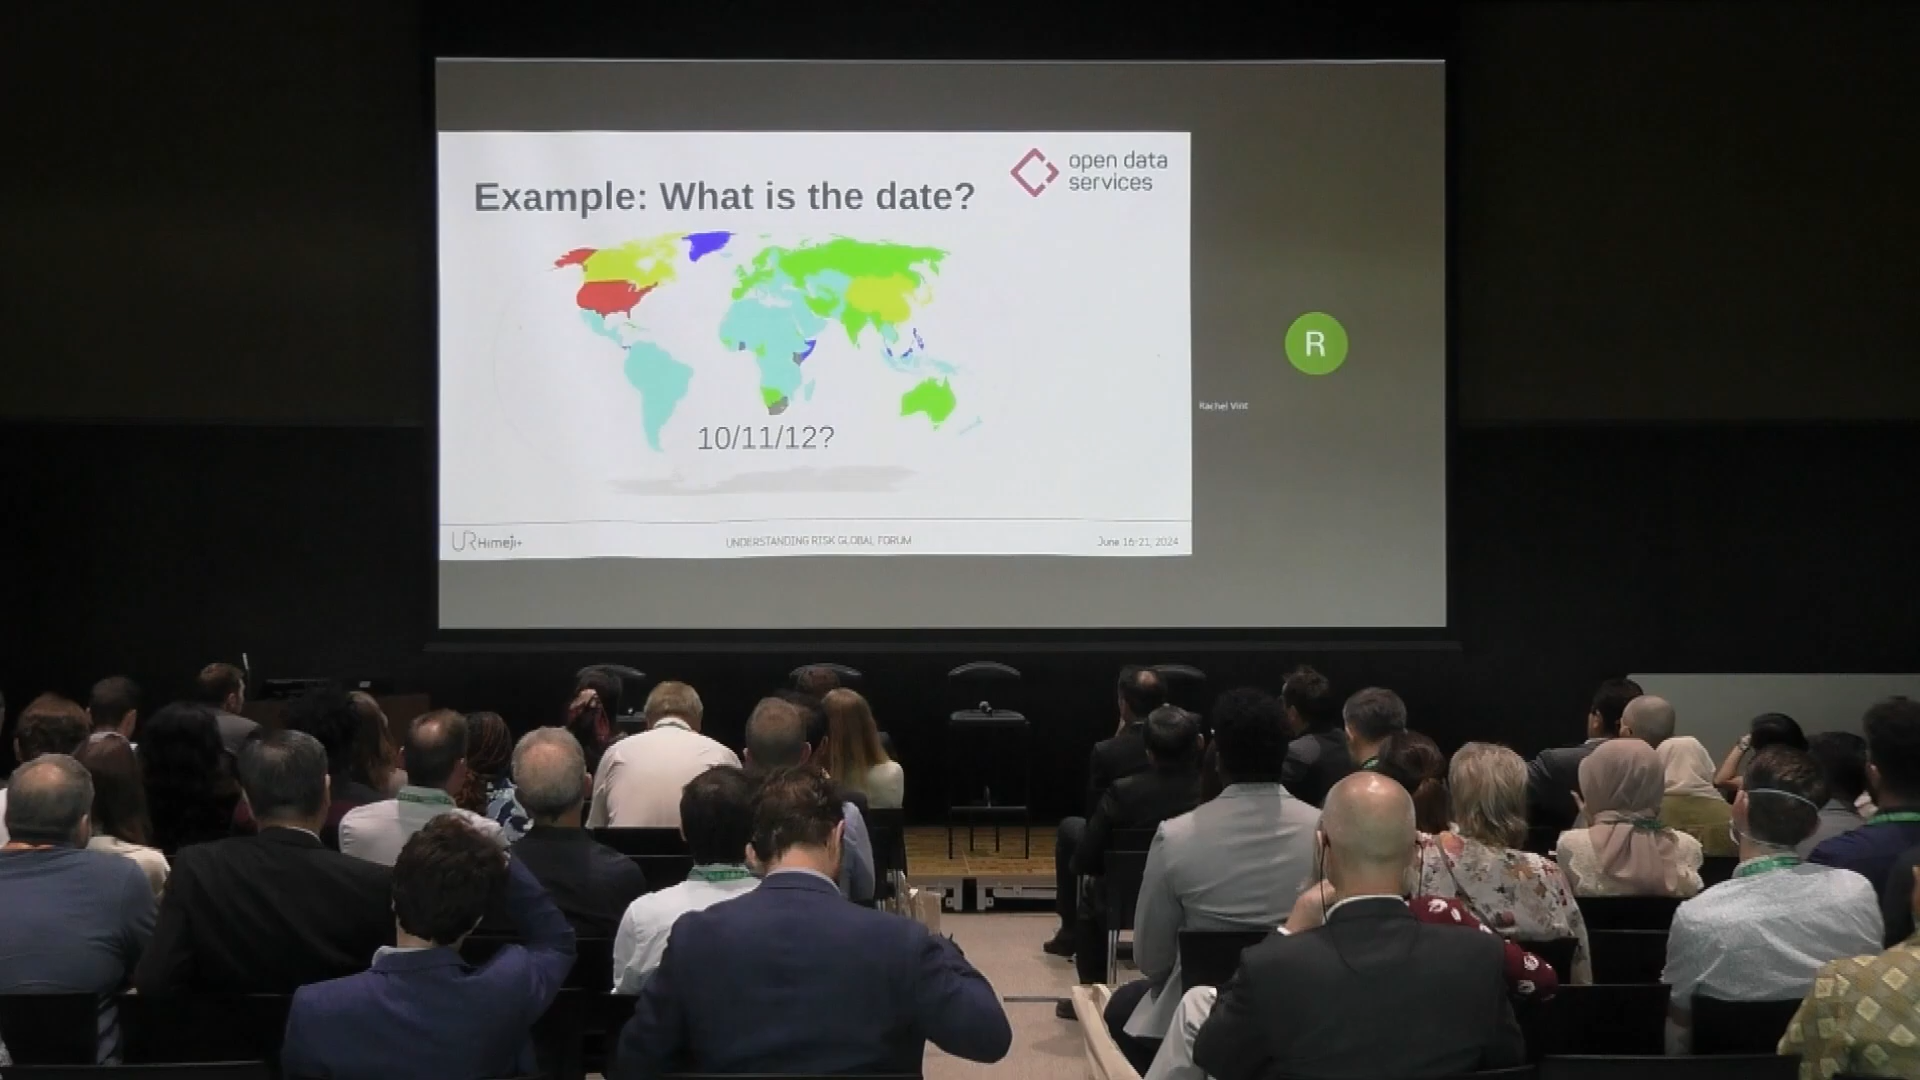 open data
services
Example: What is the date?
R
Rachel Vint
10/11/12?
UR Himeji+
UNDERSTANDING RISK GLOBAL FORUM
June 16-21, 2024